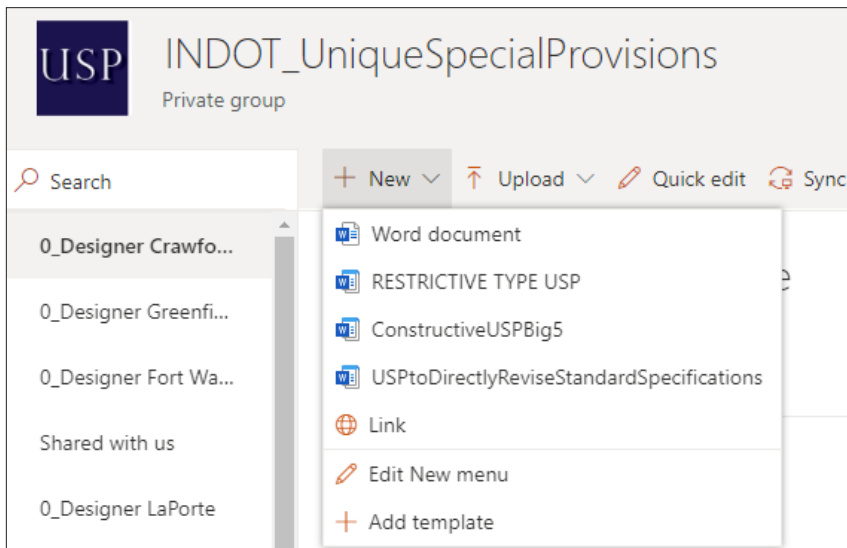 USP
INDOT_UniqueSpecialProvisions
Private group
Search
New
Upload
Quick edit
Sync
0_Designer Crawfo...
0_Designer Greenfi...
0_Designer Fort Wa...
Shared with us
0_Designer LaPorte
Word document
RESTRICTIVE TYPE USP
ConstructiveUSPBig5
USPtoDirectlyReviseStandardSpecifications
Link
Edit New menu
Add template
e